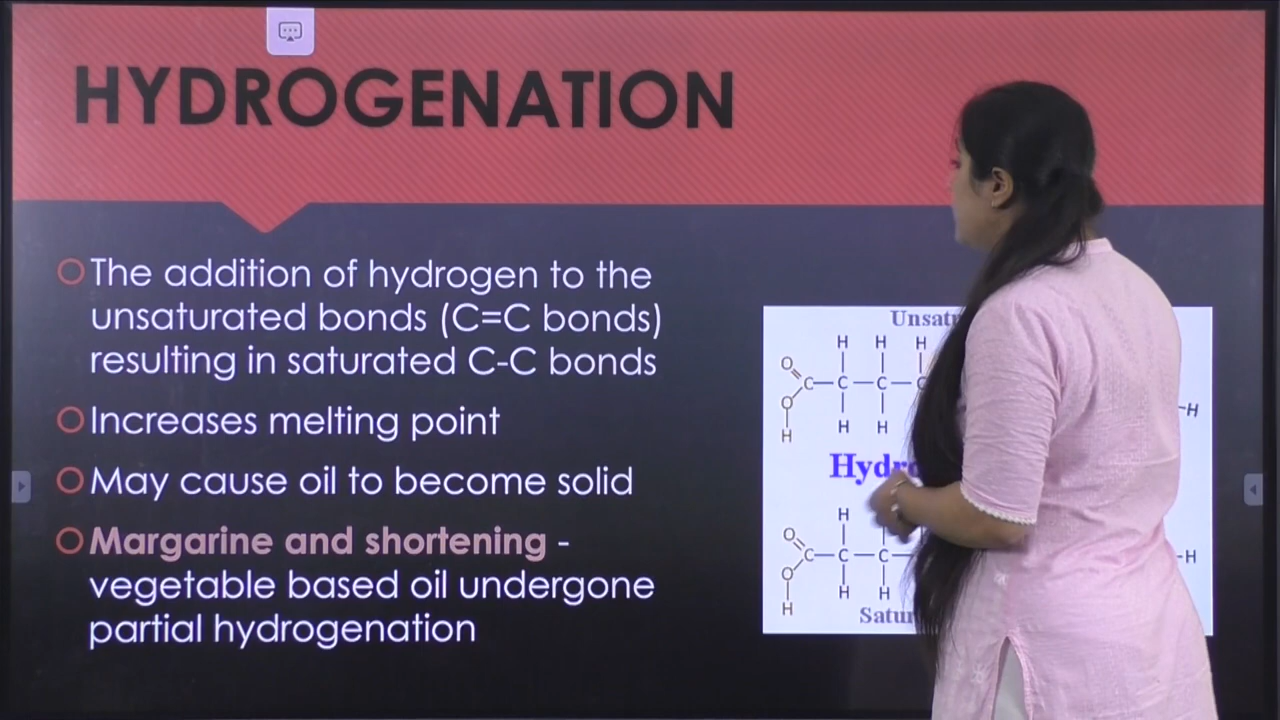 HYDROGENATION
The addition of hydrogen to the
unsaturated bonds (C=C bonds)
resulting in saturated C-C bonds
Increases melting point
May cause oil to become solid
Margarine and shortening -
vegetable based oil undergone
partial hydrogenation
H H H
O
C C C
O
H H H
H
H
O
C C
O
H H H
H